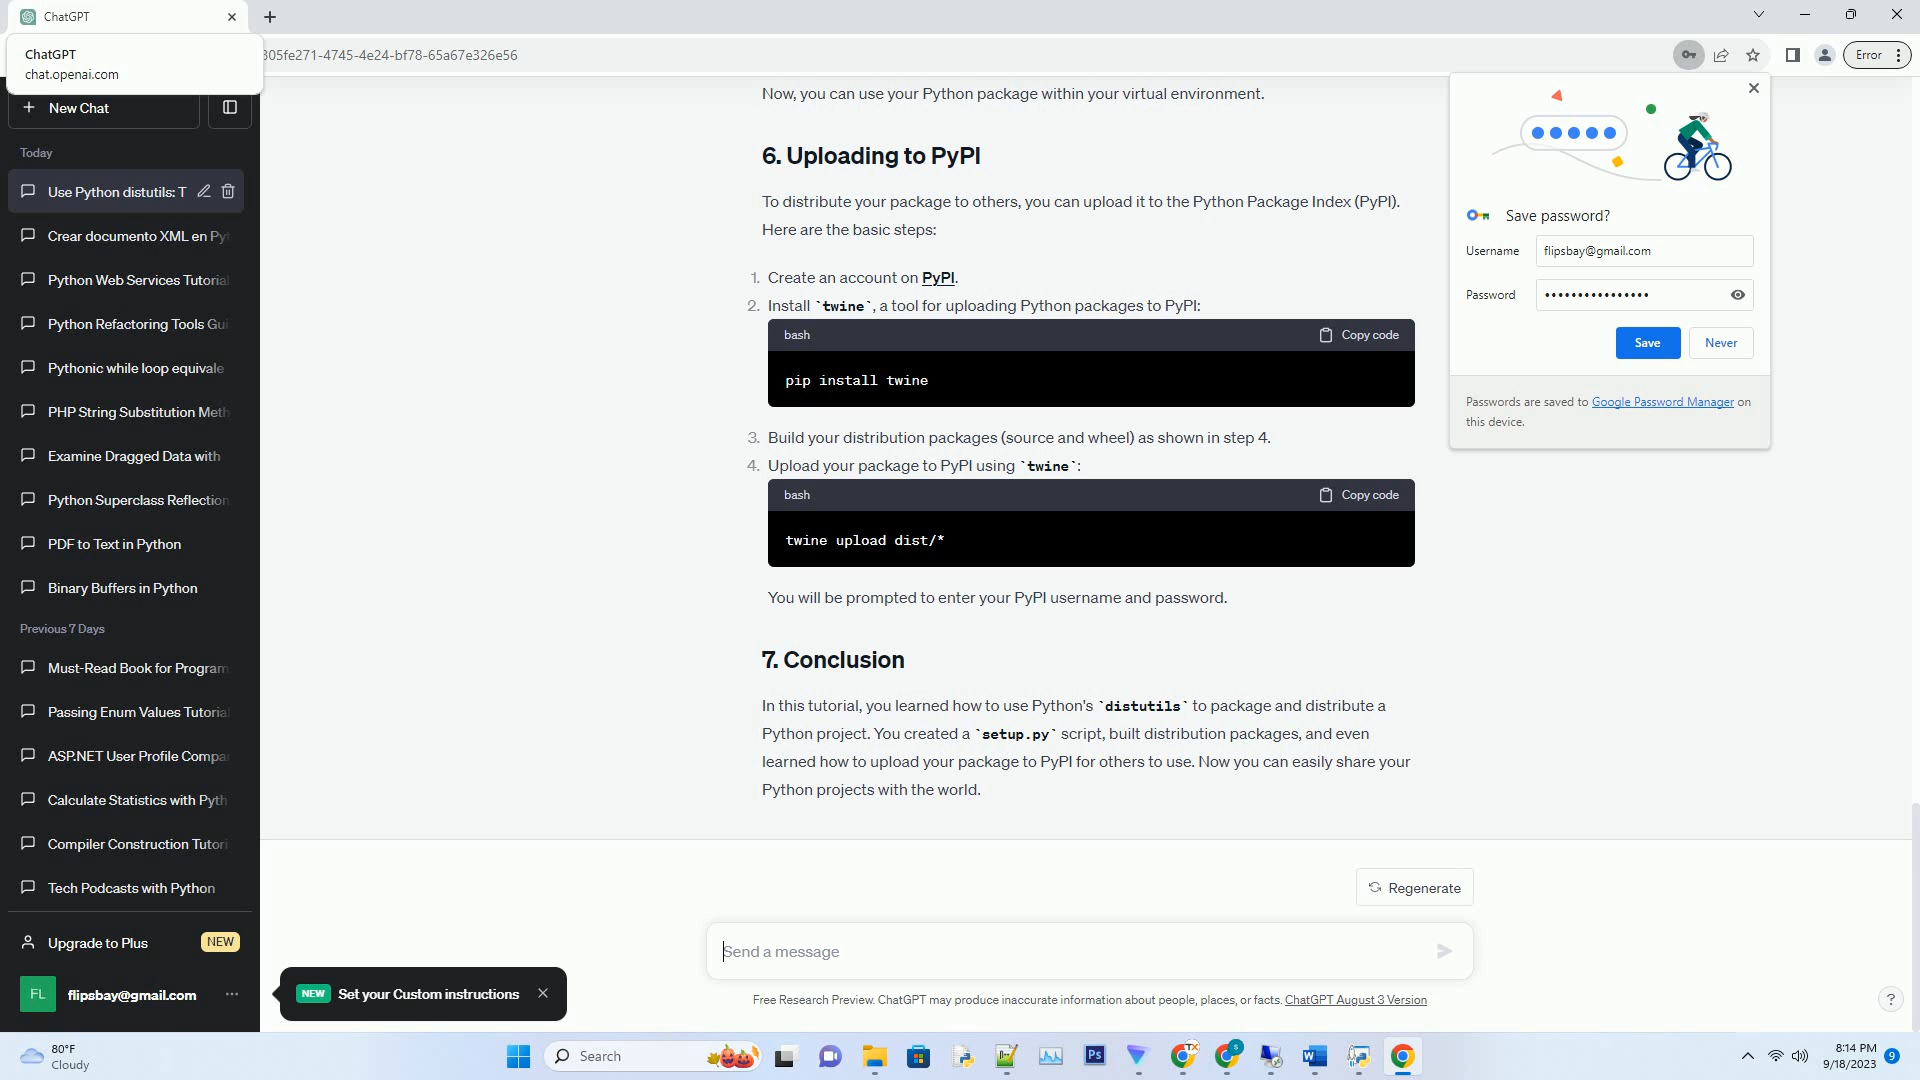 ChatGPT
ChatGPT
chat.openai.com
305fe271-4745-4e24-bf78-65a67e326e56
Error
New Chat
Today
Use Python distutils: T
Crear documento XML en Pyt
Python Web Services Tutorial
Python Refactoring Tools Gui
Pythonic while loop equivale
PHP String Substitution Meth
Examine Dragged Data with
Python Superclass Reflection
PDF to Text in Python
Binary Buffers in Python
Previous 7 Days
Must-Read Book for Program
Passing Enum Values Tutorial
ASP.NET User Profile Compa
Calculate Statistics with Pyth
Compiler Construction Tutori
Tech Podcasts with Python
Upgrade to Plus
NEW
FL
flipsbay@gmail.com
NEW Set your Custom instructions
Now, you can use your Python package within your virtual environment.
6. Uploading to PyPI
To distribute your package to others, you can upload it to the Python Package Index (PyPI).
Here are the basic steps:
1. Create an account on PyPI.
2. Install `twine`, a tool for uploading Python packages to PyPI:
bash
Copy code
pip install twine
3. Build your distribution packages (source and wheel) as shown in step 4.
4. Upload your package to PyPI using `twine`:
bash
Copy code
twine upload dist/*
You will be prompted to enter your PyPI username and password.
7. Conclusion
In this tutorial, you learned how to use Python's `distutils` to package and distribute a
Python project. You created a `setup.py` script, built distribution packages, and even
learned how to upload your package to PyPI for others to use. Now you can easily share your
Python projects with the world.
Regenerate
Send a message
Free Research Preview. ChatGPT may produce inaccurate information about people, places, or facts. ChatGPT August 3 Version
?
Save password?
Username
flipsbay@gmail.com
Password
••••••••••••••••
Save
Never
Passwords are saved to Google Password Manager on
this device.
80°F
Cloudy
Search
Ps
TX
S
W
8:14 PM
9/18/2023
9